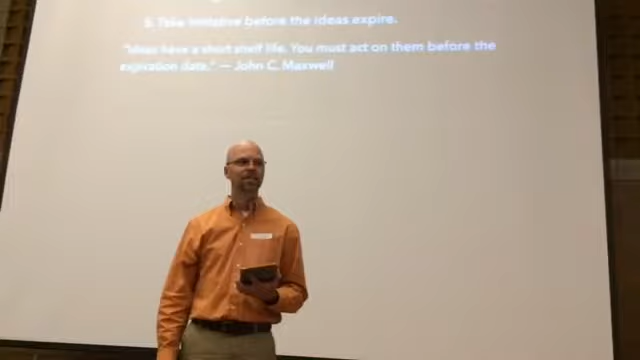 5. Take initiative before the ideas expire.
"Ideas have a short shelf life. You must act on them before the
expiration date." — John C. Maxwell